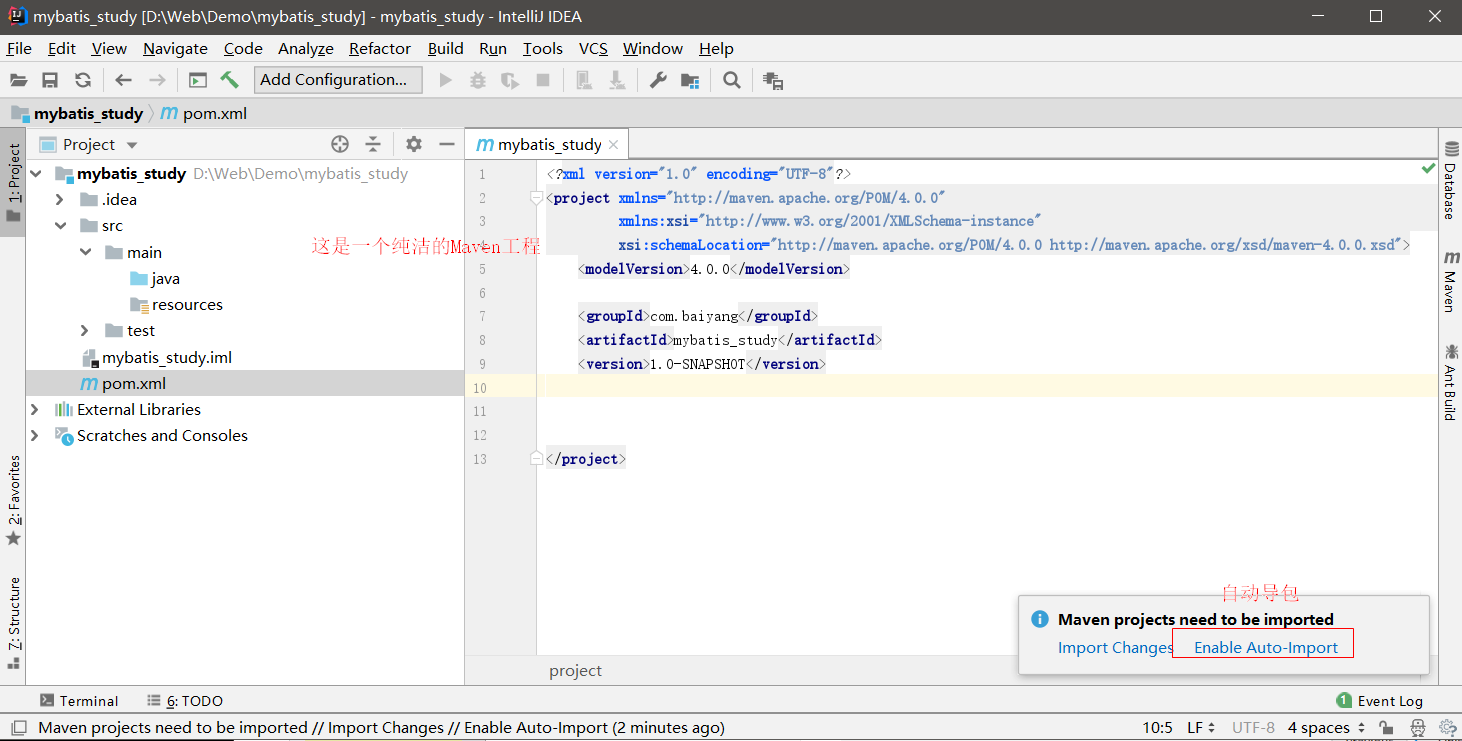 mybatis_study [D:\Web\Demo\mybatis_study] - mybatis_study - IntelliJ IDEA
File Edit View Navigate Code Analyze Refactor Build Run Tools VCS Window Help
Add Configuration...
mybatis_study pom.xml
1: Project
Project
mybatis_study D:\Web\Demo\mybatis_study
.idea
src
main
java
resources
test
mybatis_study.iml
pom.xml
External Libraries
Scratches and Consoles
这是一个纯洁的Maven工程
2: Favorites
Z: Structure
mybatis_study
1 <?xml version="1.0" encoding="UTF-8"?>
2 <project xmlns="http://maven.apache.org/POM/4.0.0"
3 xmlns:xsi="http://www.w3.org/2001/XMLSchema-instance"
4 xsi:schemaLocation="http://maven.apache.org/POM/4.0.0 http://maven.apache.org/xsd/maven-4.0.0.xsd">
5 <modelVersion>4.0.0</modelVersion>
6
7 <groupId>com.baiyang</groupId>
8 <artifactId>mybatis_study</artifactId>
9 <version>1.0-SNAPSHOT</version>
10
11
12
13 </project>
Database
m Maven
Ant Build
自动导包
Maven projects need to be imported
Import Changes Enable Auto-Import
project
Terminal 6: TODO 1 Event Log
Maven projects need to be imported // Import Changes // Enable Auto-Import (2 minutes ago) 10:5 LF UTF-8 4 spaces